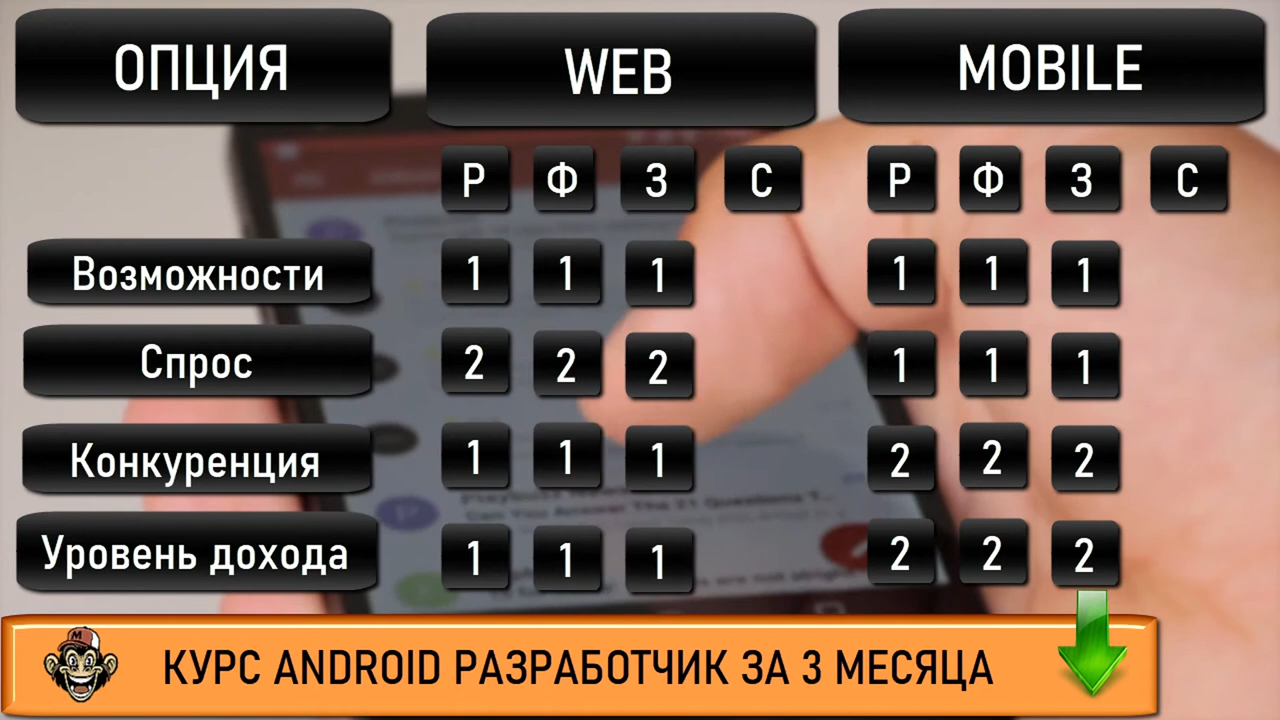 ОПЦИЯ WEB MOBILE
Р Ф З С Р Ф З С
Возможности 1 1 1 1 1 1
Спрос 2 2 2 1 1 1
Конкуренция 1 1 1 2 2 2
Уровень дохода 1 1 1 2 2 2
M КУРС ANDROID РАЗРАБОТЧИК ЗА 3 МЕСЯЦА